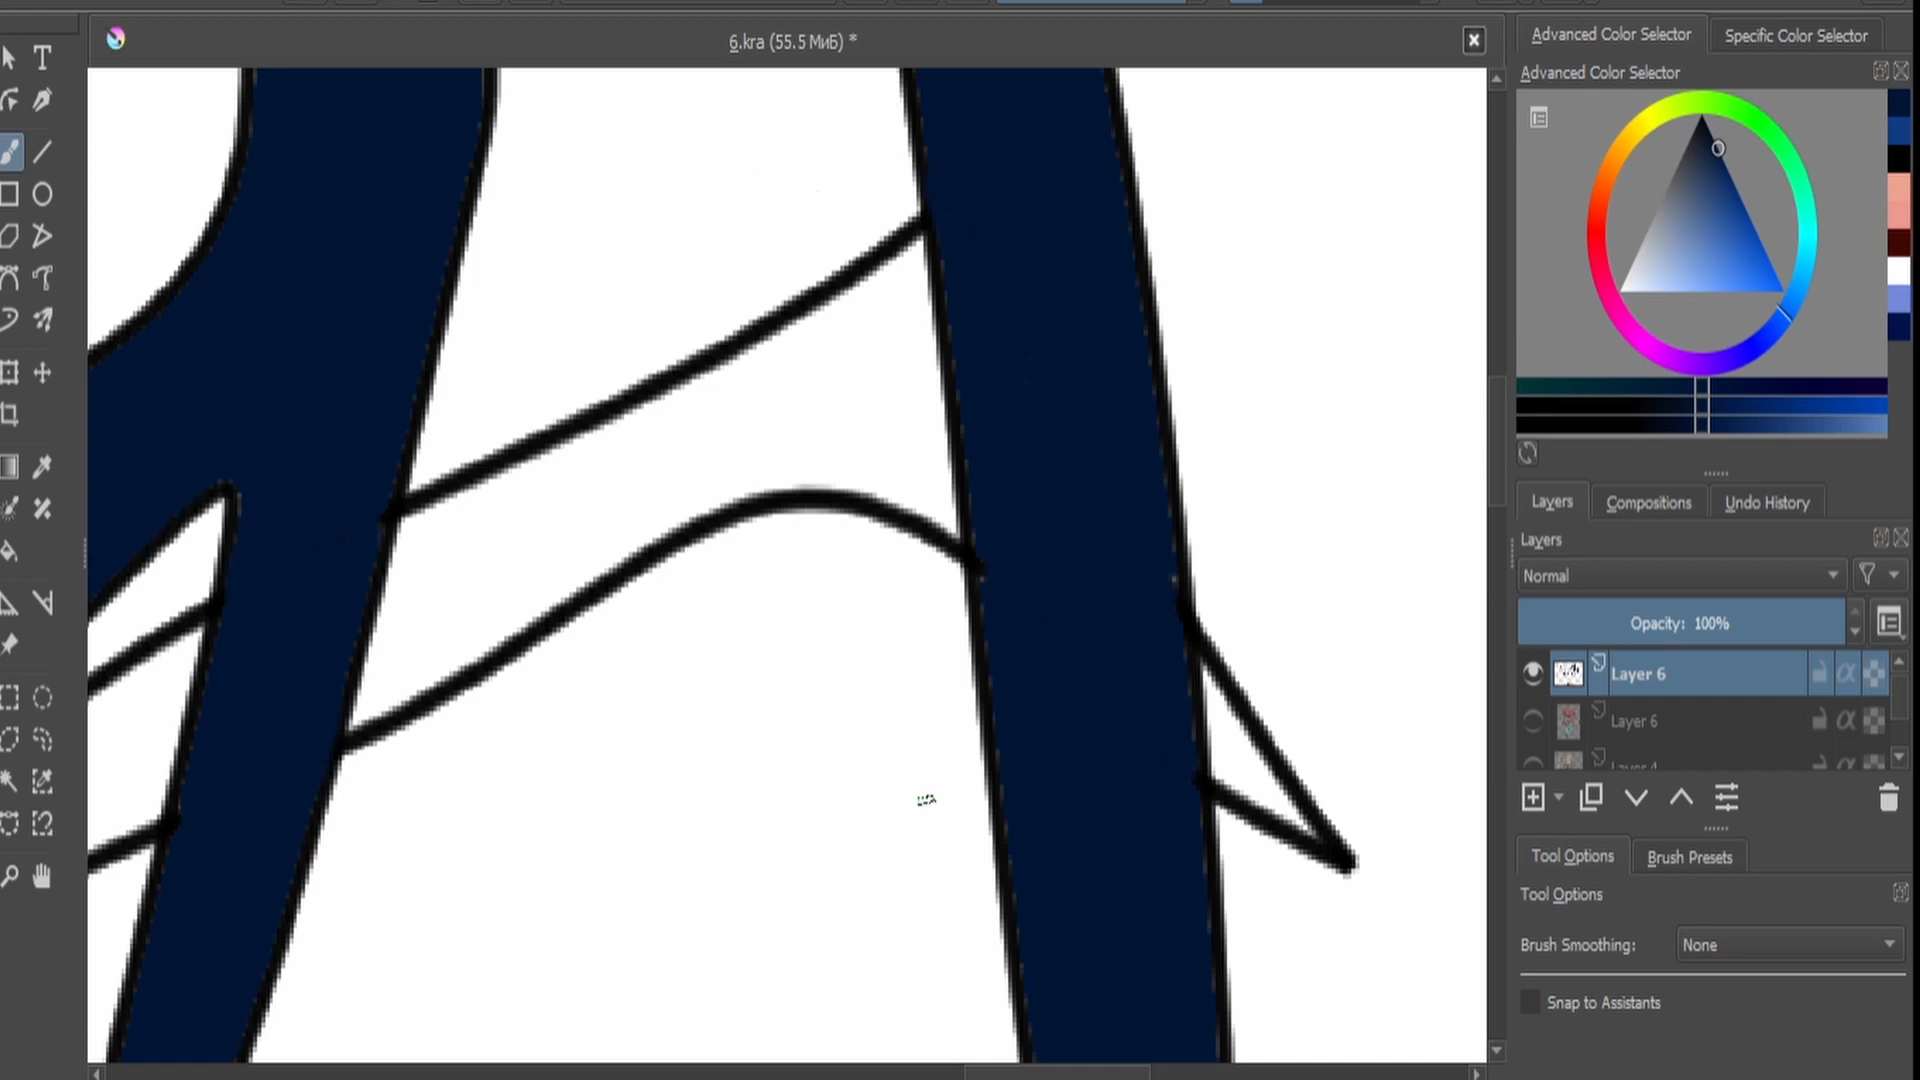 6.kra (55.5 МиБ) *
Advanced Color Selector
Specific Color Selector
Advanced Color Selector
Layers
Compositions
Undo History
Layers
Normal
Opacity: 100%
Layer 6
Layer 6
Layer 4
Tool Options
Brush Presets
Tool Options
Brush Smoothing:
None
Snap to Assistants